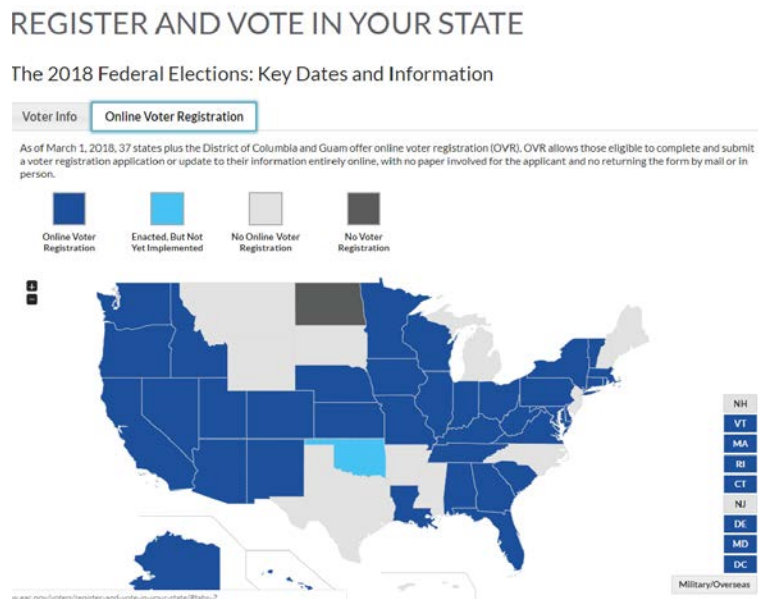 REGISTER AND VOTE IN YOUR STATE
The 2018 Federal Elections: Key Dates and Information
Voter Info
Online Voter Registration
As of March 1, 2018, 37 states plus the District of Columbia and Guam offer online voter registration (OVR). OVR allows those eligible to complete and submit
a voter registration application or update to their information entirely online, with no paper involved for the applicant and no returning the form by mail or in
person.
Online Voter
Registration
Enacted, But Not
Yet Implemented
No Online Voter
Registration
No Voter
Registration
+
-
NH
VT
MA
RI
CT
NJ
DE
MD
DC
Military/Overseas